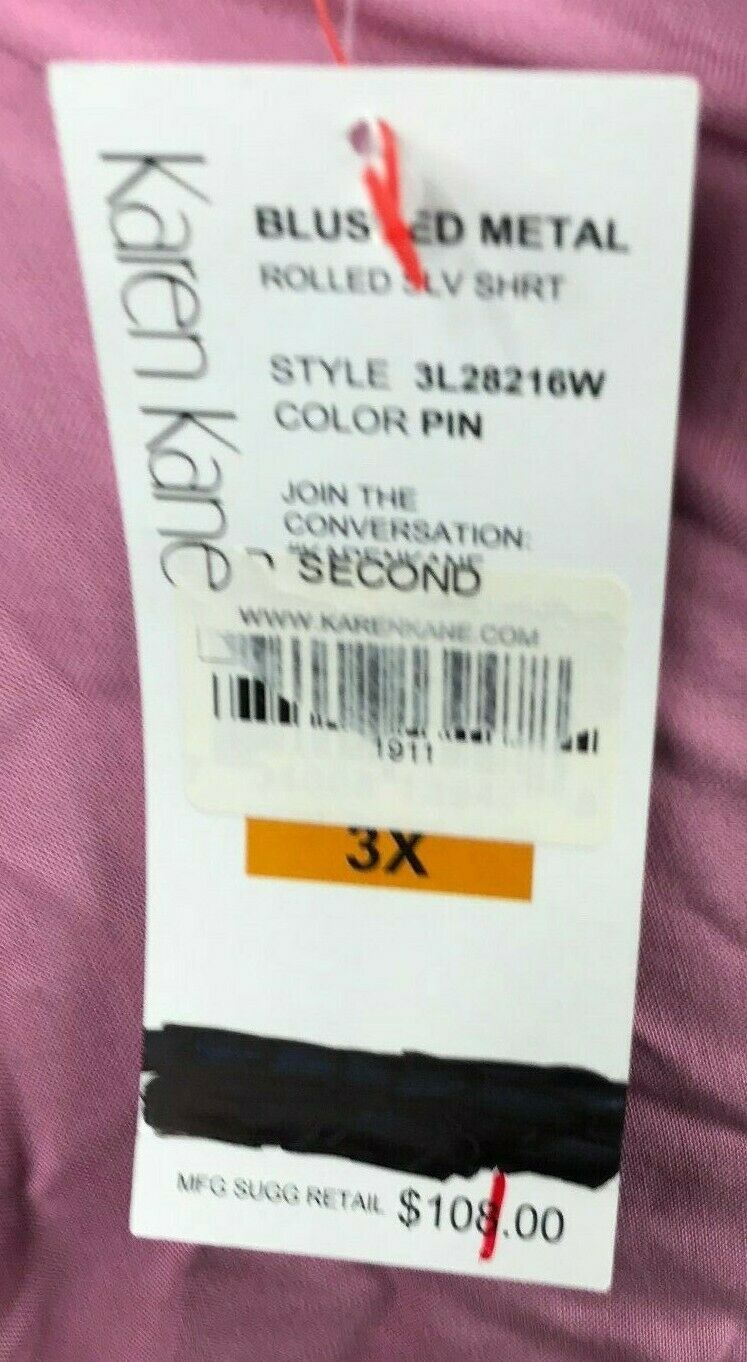 Karen Kane
BLUS ED METAL
ROLLED SLV SHRT
STYLE 3L28216W
COLOR PIN
JOIN THE
CONVERSATION:
SECOND
WWW.KARENKANE.COM
1911
3X
MFG SUGG RETAIL $108.00